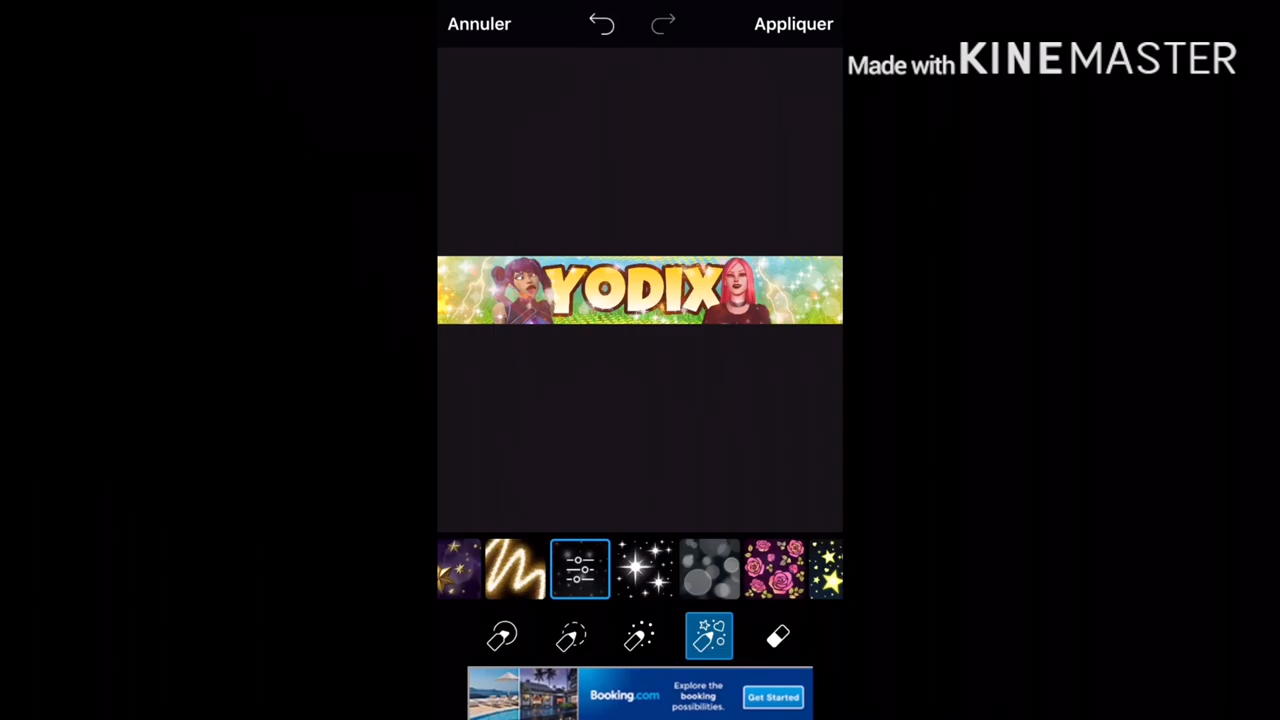 Annuler
Appliquer
Made with KINEMASTER
YODIX
Booking.com
Explore the
booking
possibilities.
Get Started